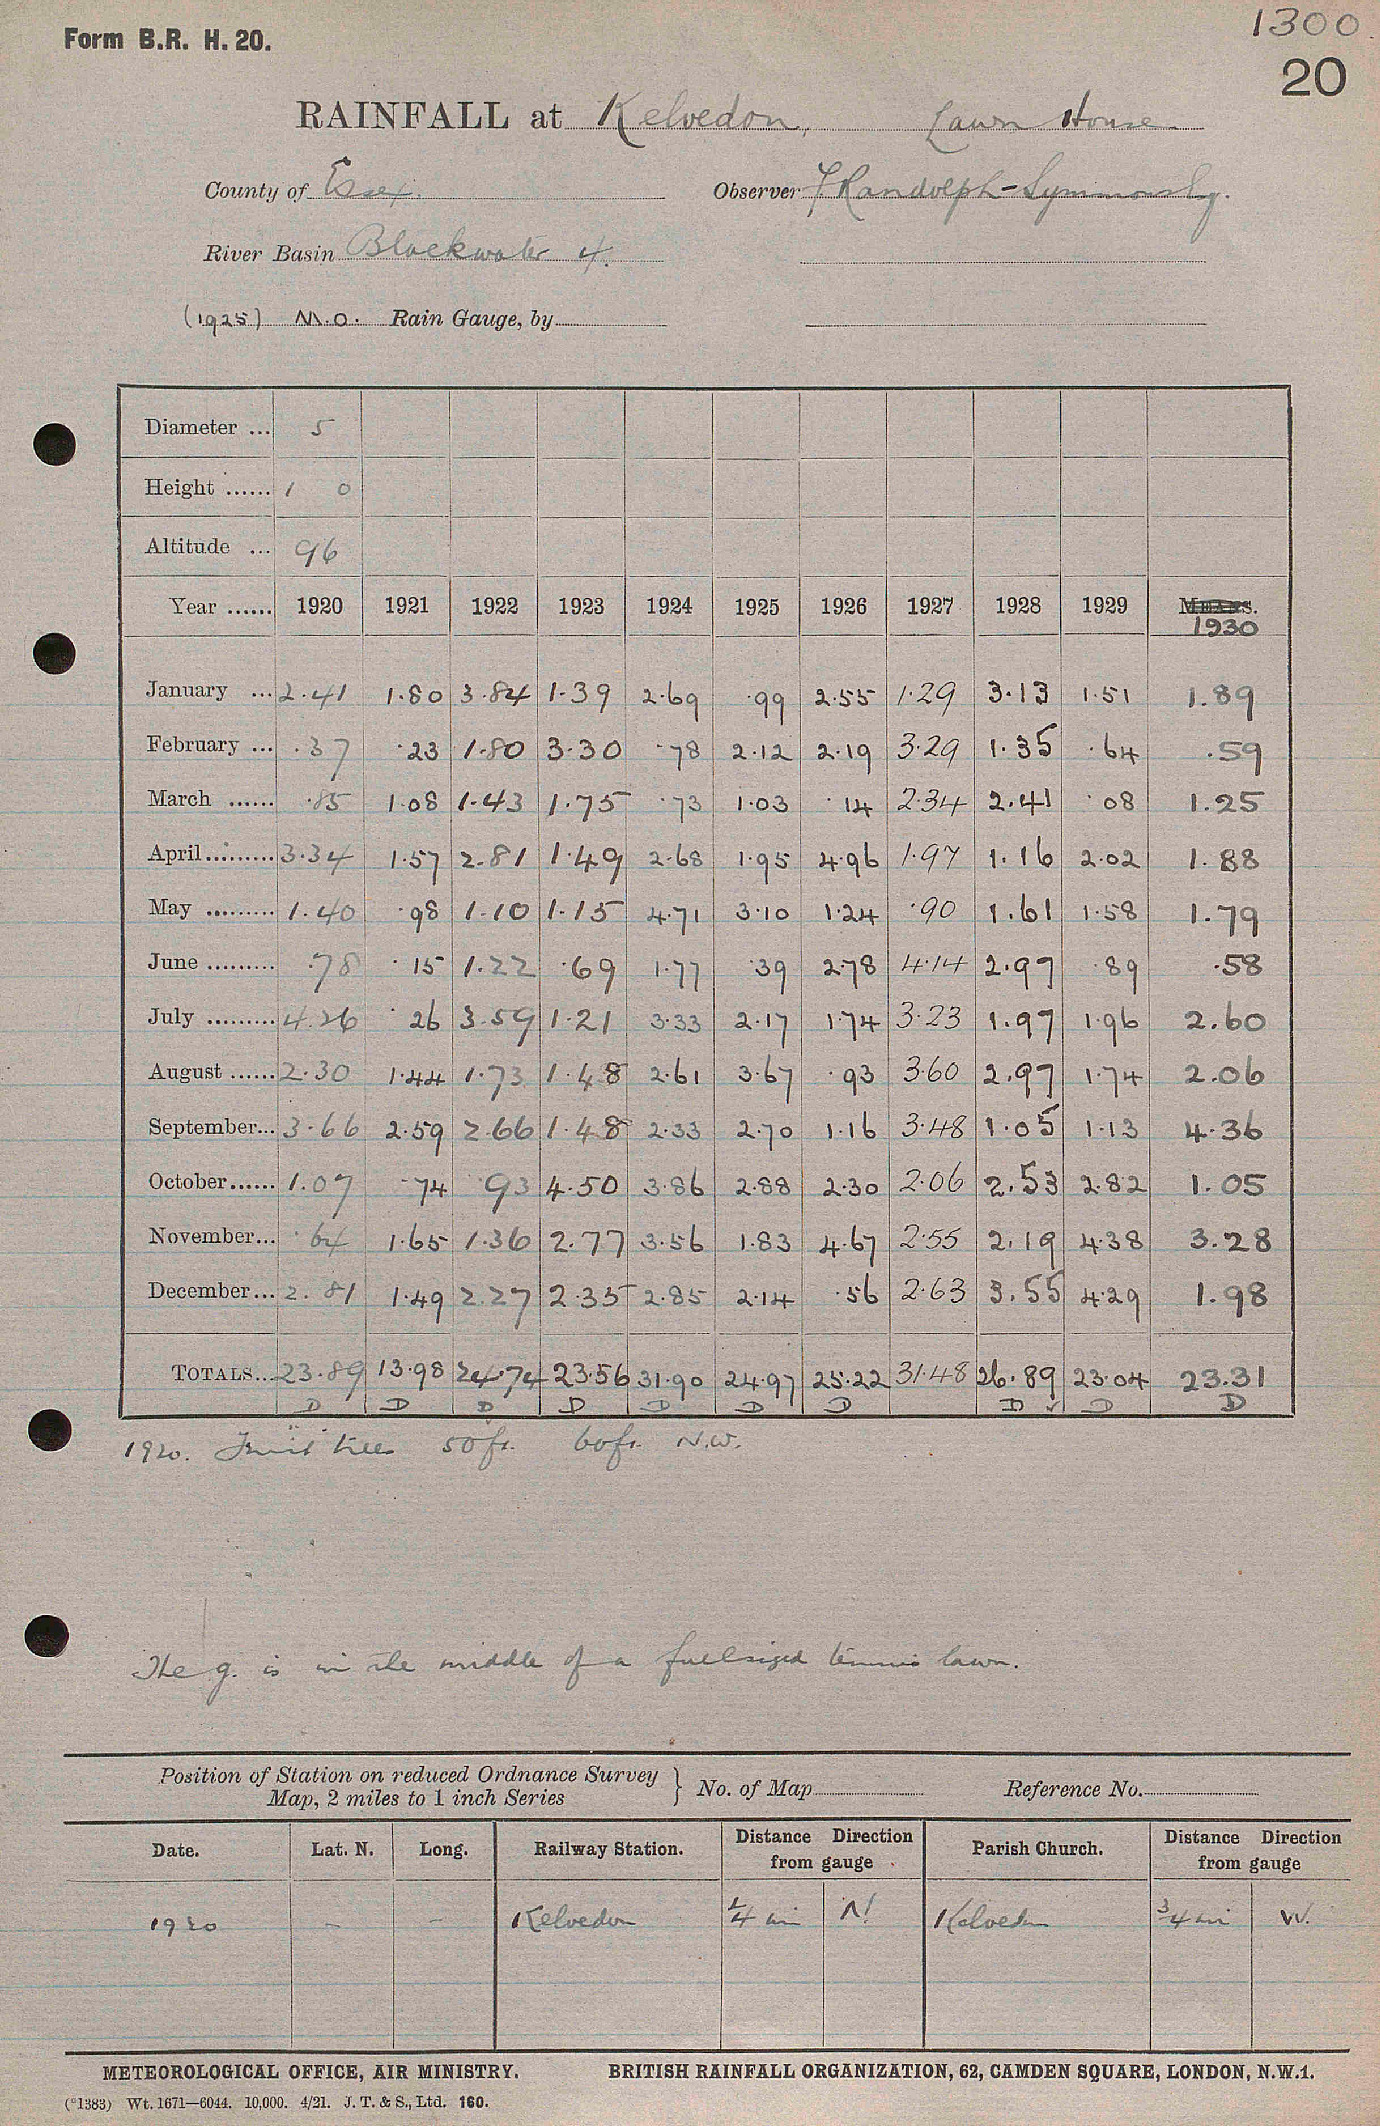 Form B.R. H. 20.
1300
20
RAINFALL at Kelvedon, Lawn House
County of Essex. Observer
River Basin Blackwater 4.
(1925) M.O. Rain Gauge, by
Diameter ... 5
Height ...... 1 0
Altitude ... 96
Year ...... 1920 1921 1922 1923 1924 1925 1926 1927 1928 1929 MEANS. 1930
January ... 2.41 1.80 3.84 1.39 2.69 .99 2.55 1.29 3.13 1.51 1.89
February ... .37 .23 1.80 3.30 .78 2.12 2.19 3.29 1.35 .64 .59
March ...... .85 1.08 1.43 1.75 .73 1.03 .14 2.34 2.41 .08 1.25
April ......... 3.34 1.57 2.81 1.49 2.68 1.95 4.96 1.97 1.16 2.02 1.88
May ......... 1.40 .98 1.10 1.15 4.71 3.10 1.24 .90 1.61 1.58 1.79
June ......... .78 .15 1.22 .69 1.77 .39 2.78 4.14 2.97 .89 .58
July ......... 4.26 .26 3.59 1.21 3.33 2.17 1.74 3.23 1.97 1.96 2.60
August ...... 2.30 1.44 1.73 1.48 2.61 3.67 .93 3.60 2.97 1.74 2.06
September... 3.66 2.59 2.66 1.48 2.33 2.70 1.16 3.48 1.05 1.13 4.36
October...... 1.07 .74 .93 4.50 3.86 2.88 2.30 2.06 2.53 2.82 1.05
November... .64 1.65 1.36 2.77 3.56 1.83 4.67 2.55 2.19 4.38 3.28
December... 2.81 1.49 2.27 2.35 2.85 2.14 .56 2.63 3.55 4.29 1.98
TOTALS... 23.89 13.98 24.74 23.56 31.90 24.97 25.22 31.48 26.89 23.04 23.31
D D D D D D D D ✓ D D
1920. Fruit trees 50ft. 60ft. N.W.
The g. is in the middle of a fullsized tennis lawn.
Position of Station on reduced Ordnance Survey Map, 2 miles to 1 inch Series } No. of Map Reference No.
Date. Lat. N. Long. Railway Station. Distance Direction from gauge Parish Church. Distance Direction from gauge
1920 - - Kelvedon 1/4 mi N Kelvedon 3/4 mi W.
METEOROLOGICAL OFFICE, AIR MINISTRY. BRITISH RAINFALL ORGANIZATION, 62, CAMDEN SQUARE, LONDON, N.W.1.
(*1383) Wt. 1671—6044. 10,000. 4/21. J. T. & S., Ltd. 160.